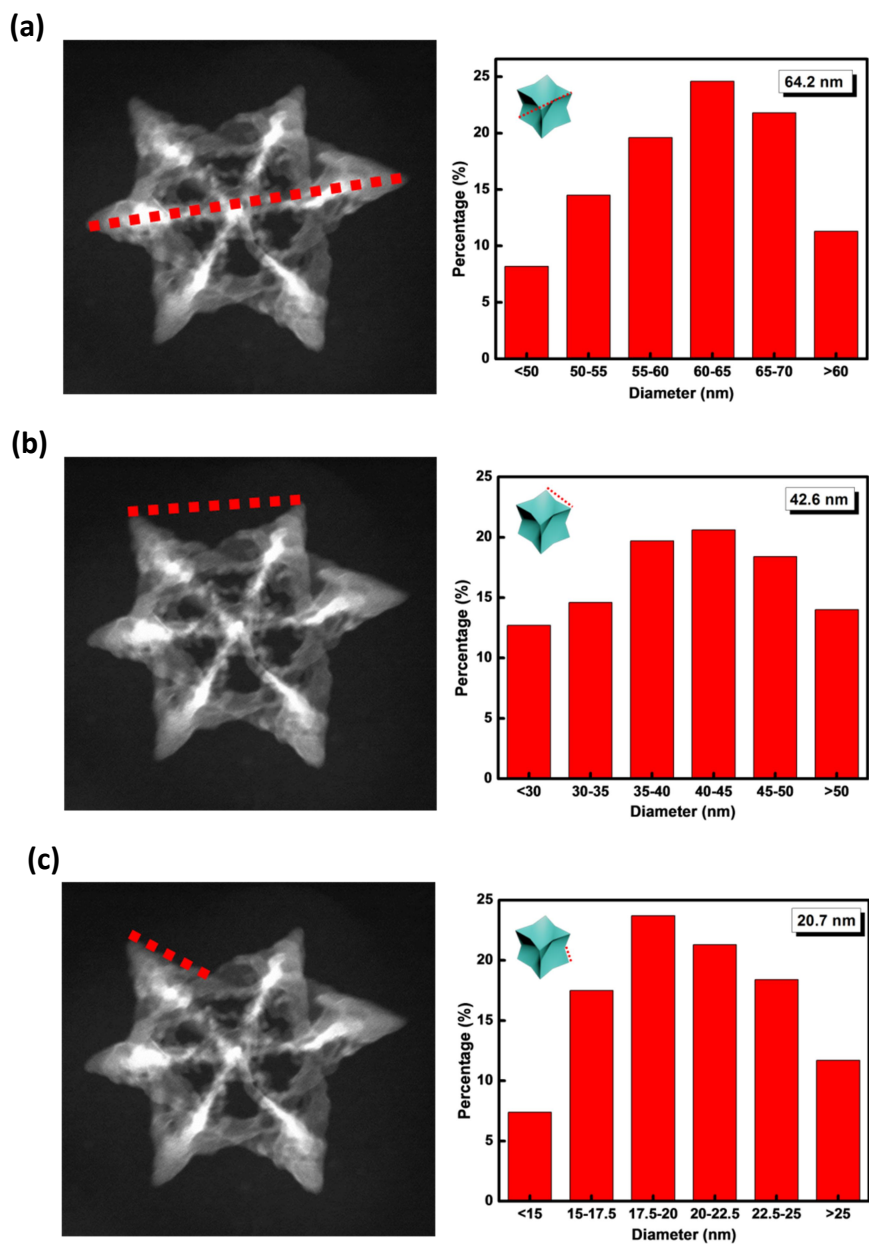 (a)
64.2 nm
25
20
15
10
5
0
Percentage (%)
<50 50-55 55-60 60-65 65-70 >60
Diameter (nm)
(b)
42.6 nm
25
20
15
10
5
0
Percentage (%)
<30 30-35 35-40 40-45 45-50 >50
Diameter (nm)
(c)
20.7 nm
25
20
15
10
5
0
Percentage (%)
<15 15-17.5 17.5-20 20-22.5 22.5-25 >25
Diameter (nm)